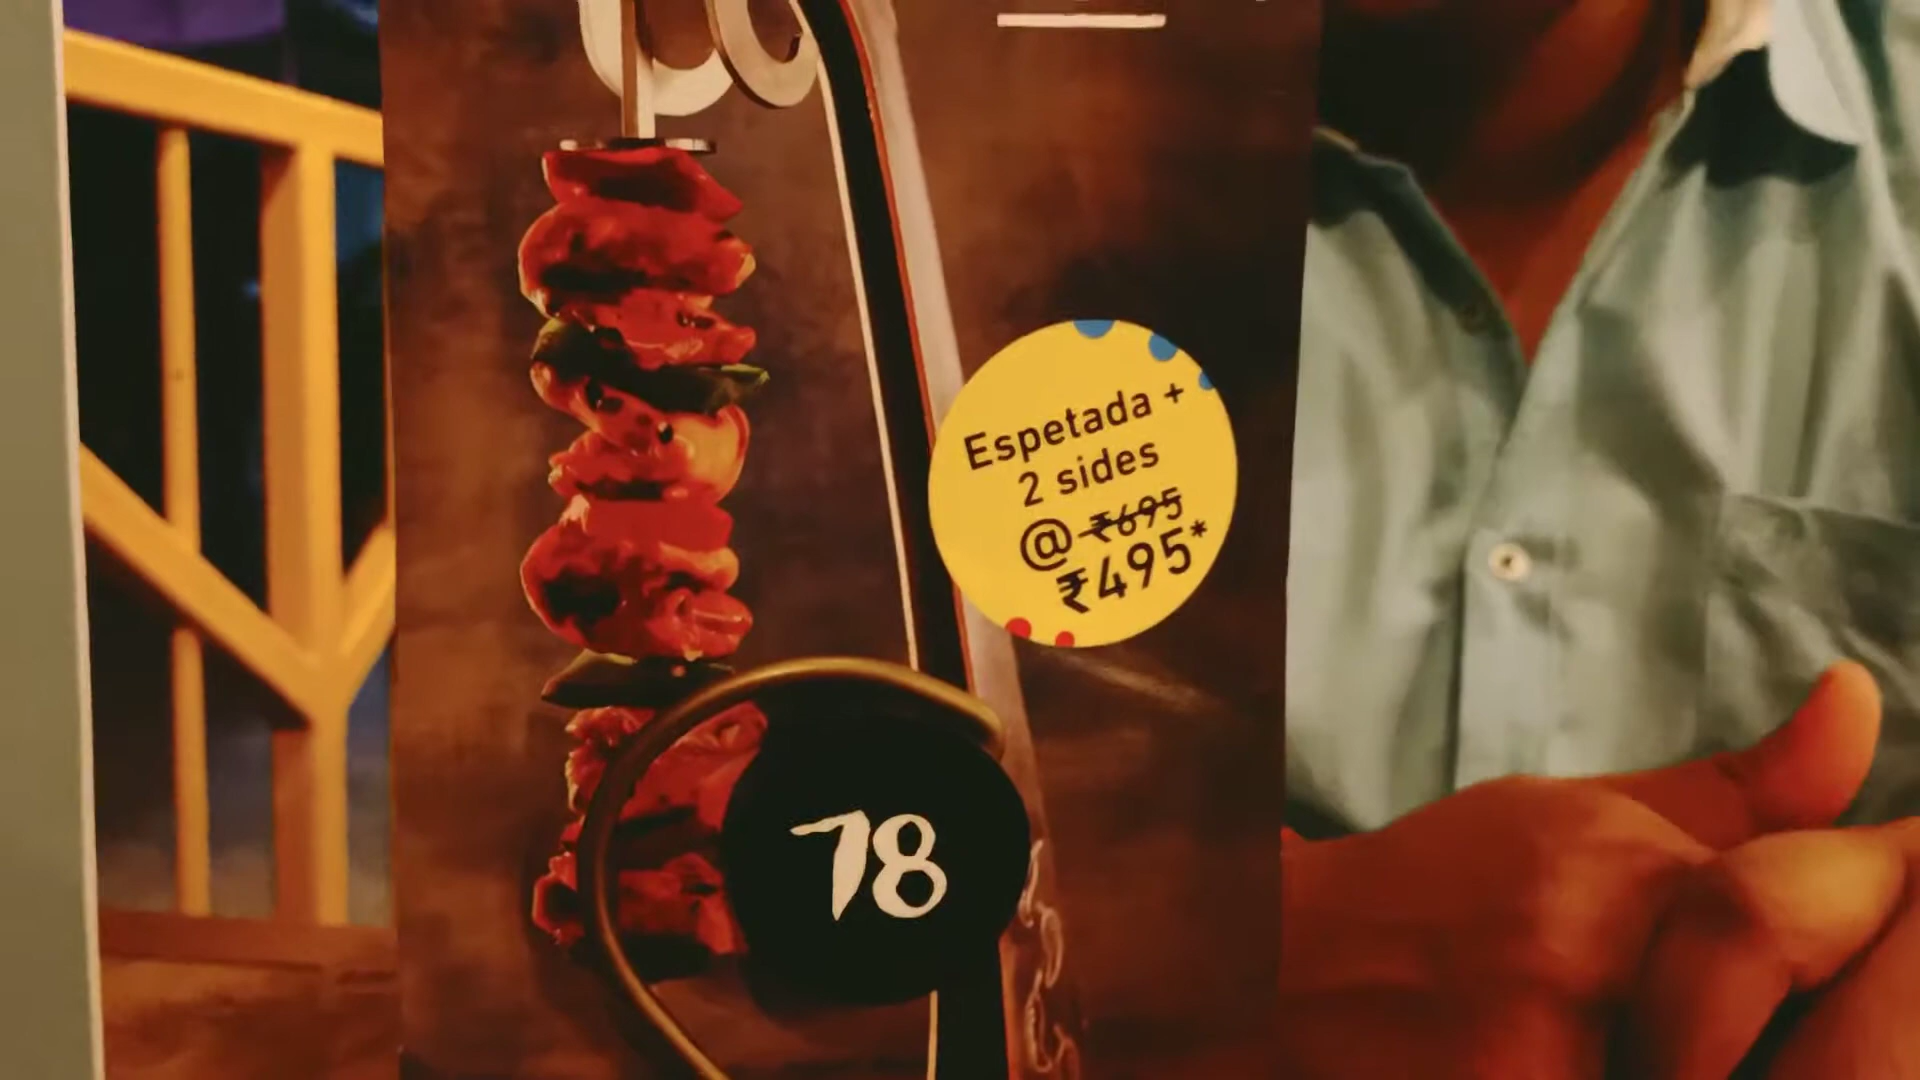 Espetada +
2 sides
@ ₹695
₹495*
78